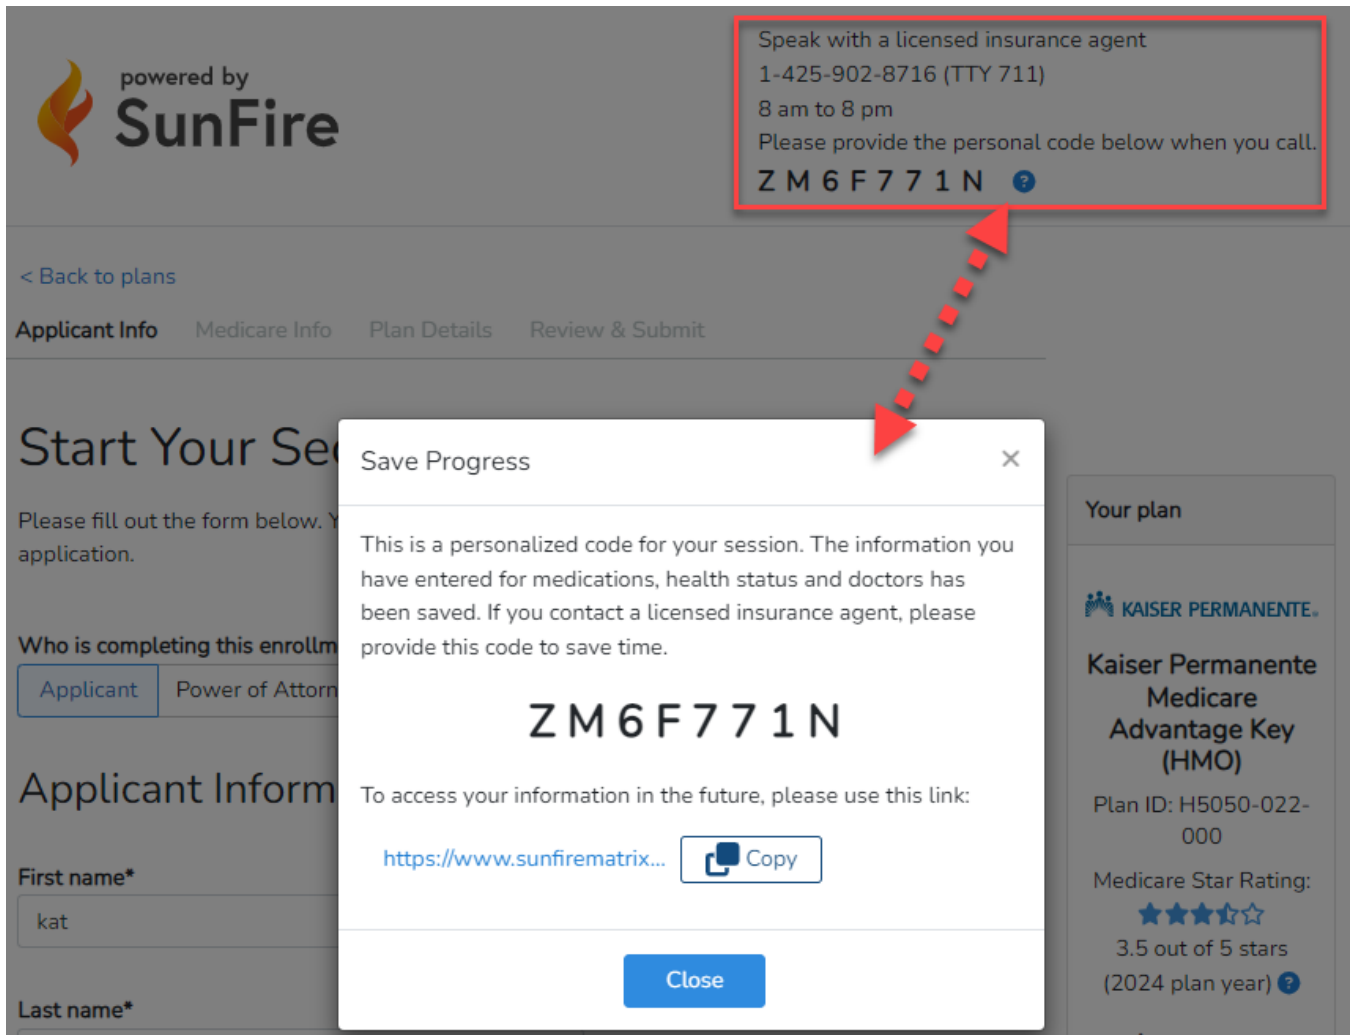 powered by
SunFire
Speak with a licensed insurance agent
1-425-902-8716 (TTY 711)
8 am to 8 pm
Please provide the personal code below when you call.
ZM6F771N ?
< Back to plans
Applicant Info Medicare Info Plan Details Review & Submit
Start Your Sec
Please fill out the form below. Y
application.
Who is completing this enrollm
Applicant Power of Attorn
Applicant Inform
First name*
kat
Last name*
Save Progress ×
This is a personalized code for your session. The information you
have entered for medications, health status and doctors has
been saved. If you contact a licensed insurance agent, please
provide this code to save time.
ZM6F771N
To access your information in the future, please use this link:
https://www.sunfirematrix... Copy
Close
Your plan
KAISER PERMANENTE®
Kaiser Permanente
Medicare
Advantage Key
(HMO)
Plan ID: H5050-022-
000
Medicare Star Rating:
3.5 out of 5 stars
(2024 plan year) ?